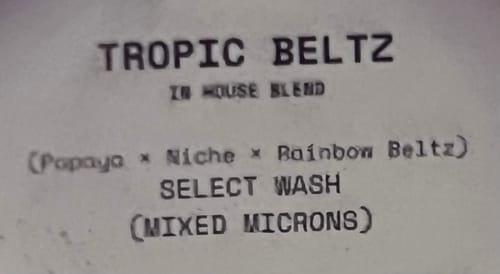 TROPIC BELTZ
IN HOUSE BLEND
(Papaya × Niche × Rainbow Beltz)
SELECT WASH
(MIXED MICRONS)